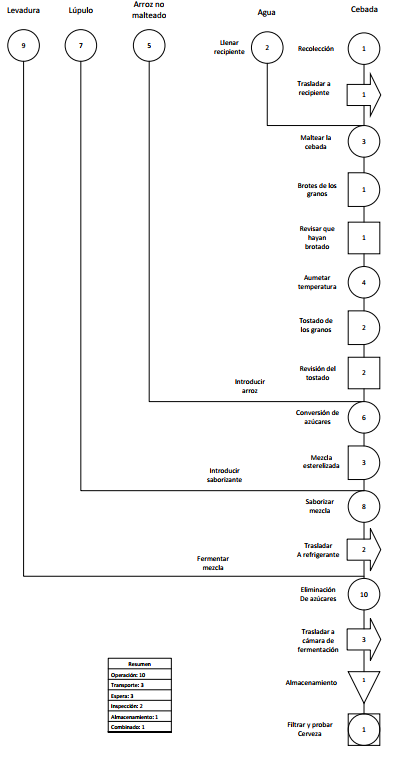 Levadura
Lúpulo
Arroz no
malteado
Agua
Cebada
9
7
5
Llenar
recipiente
2
Recolección
1
Trasladar a
recipiente
1
Maltear la
cebada
3
Brotes de los
granos
1
Revisar que
hayan
brotado
1
Aumetar
temperatura
4
Tostado de
los granos
2
Revisión del
tostado
2
Introducir
arroz
Conversión de
azúcares
6
Mezcla
esterelizada
3
Introducir
saborizante
Saborizar
mezcla
8
Trasladar
A refrigerante
2
Fermentar
mezcla
Eliminación
De azúcares
10
Trasladar a
cámara de
fermentación
3
Almacenamiento
1
Filtrar y probar
Cerveza
1
Resumen
Operación: 10
Transporte: 3
Espera: 3
Inspección: 2
Almacenamiento: 1
Combinado: 1